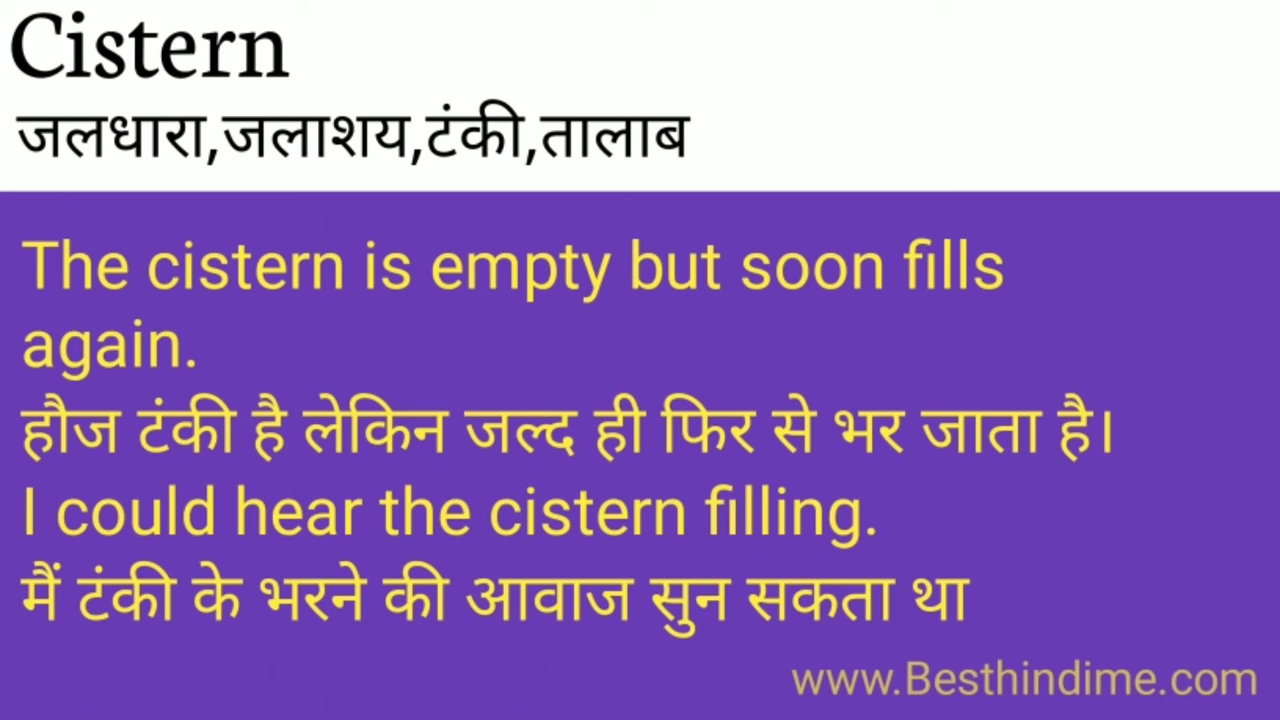 Cistern
जलधारा,जलाशय,टंकी,तालाब
The cistern is empty but soon fills
again.
हौज टंकी है लेकिन जल्द ही फिर से भर जाता है।
I could hear the cistern filling.
मैं टंकी के भरने की आवाज सुन सकता था
www.Besthindime.com